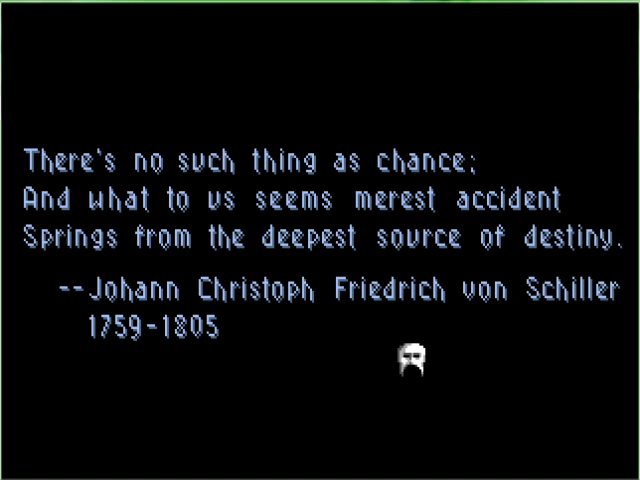 There's no such thing as chance;
And what to us seems merest accident
Springs from the deepest source of destiny.
--Johann Christoph Friedrich von Schiller
1759-1805